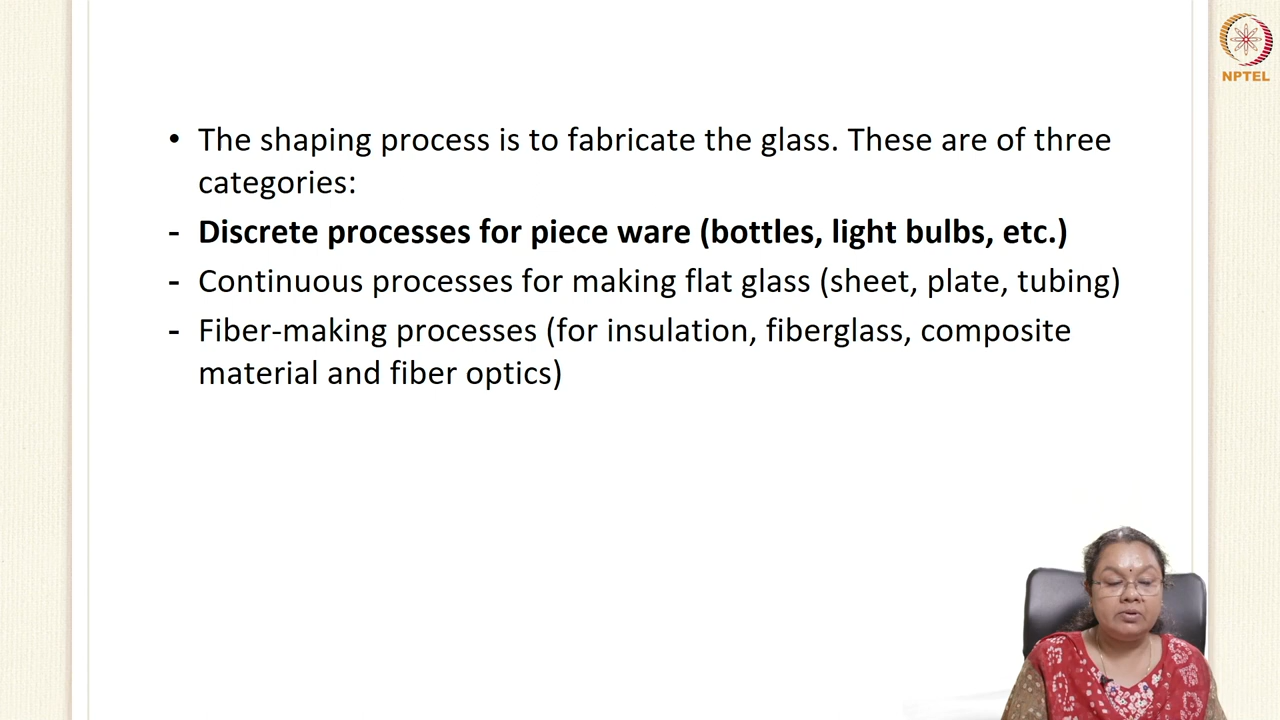 NPTEL
• The shaping process is to fabricate the glass. These are of three
categories:
- Discrete processes for piece ware (bottles, light bulbs, etc.)
- Continuous processes for making flat glass (sheet, plate, tubing)
- Fiber-making processes (for insulation, fiberglass, composite
material and fiber optics)